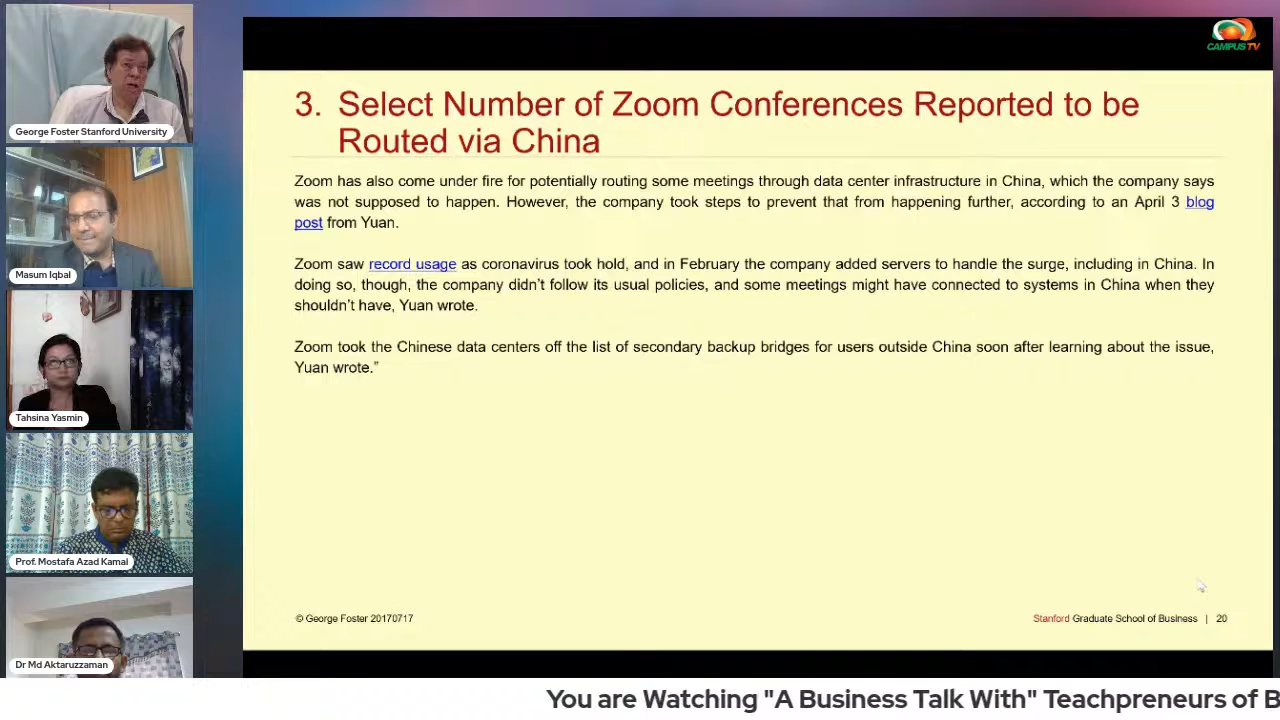 CAMPUS TV
George Foster Stanford University
Masum Iqbal
Tahsina Yasmin
Prof. Mostafa Azad Kamal
Dr Md Aktaruzzaman
3. Select Number of Zoom Conferences Reported to be
Routed via China
Zoom has also come under fire for potentially routing some meetings through data center infrastructure in China, which the company says
was not supposed to happen. However, the company took steps to prevent that from happening further, according to an April 3 blog
post from Yuan.
Zoom saw record usage as coronavirus took hold, and in February the company added servers to handle the surge, including in China. In
doing so, though, the company didn't follow its usual policies, and some meetings might have connected to systems in China when they
shouldn't have, Yuan wrote.
Zoom took the Chinese data centers off the list of secondary backup bridges for users outside China soon after learning about the issue,
Yuan wrote.”
© George Foster 20170717
Stanford Graduate School of Business | 20
You are Watching "A Business Talk With" Teachpreneurs of B